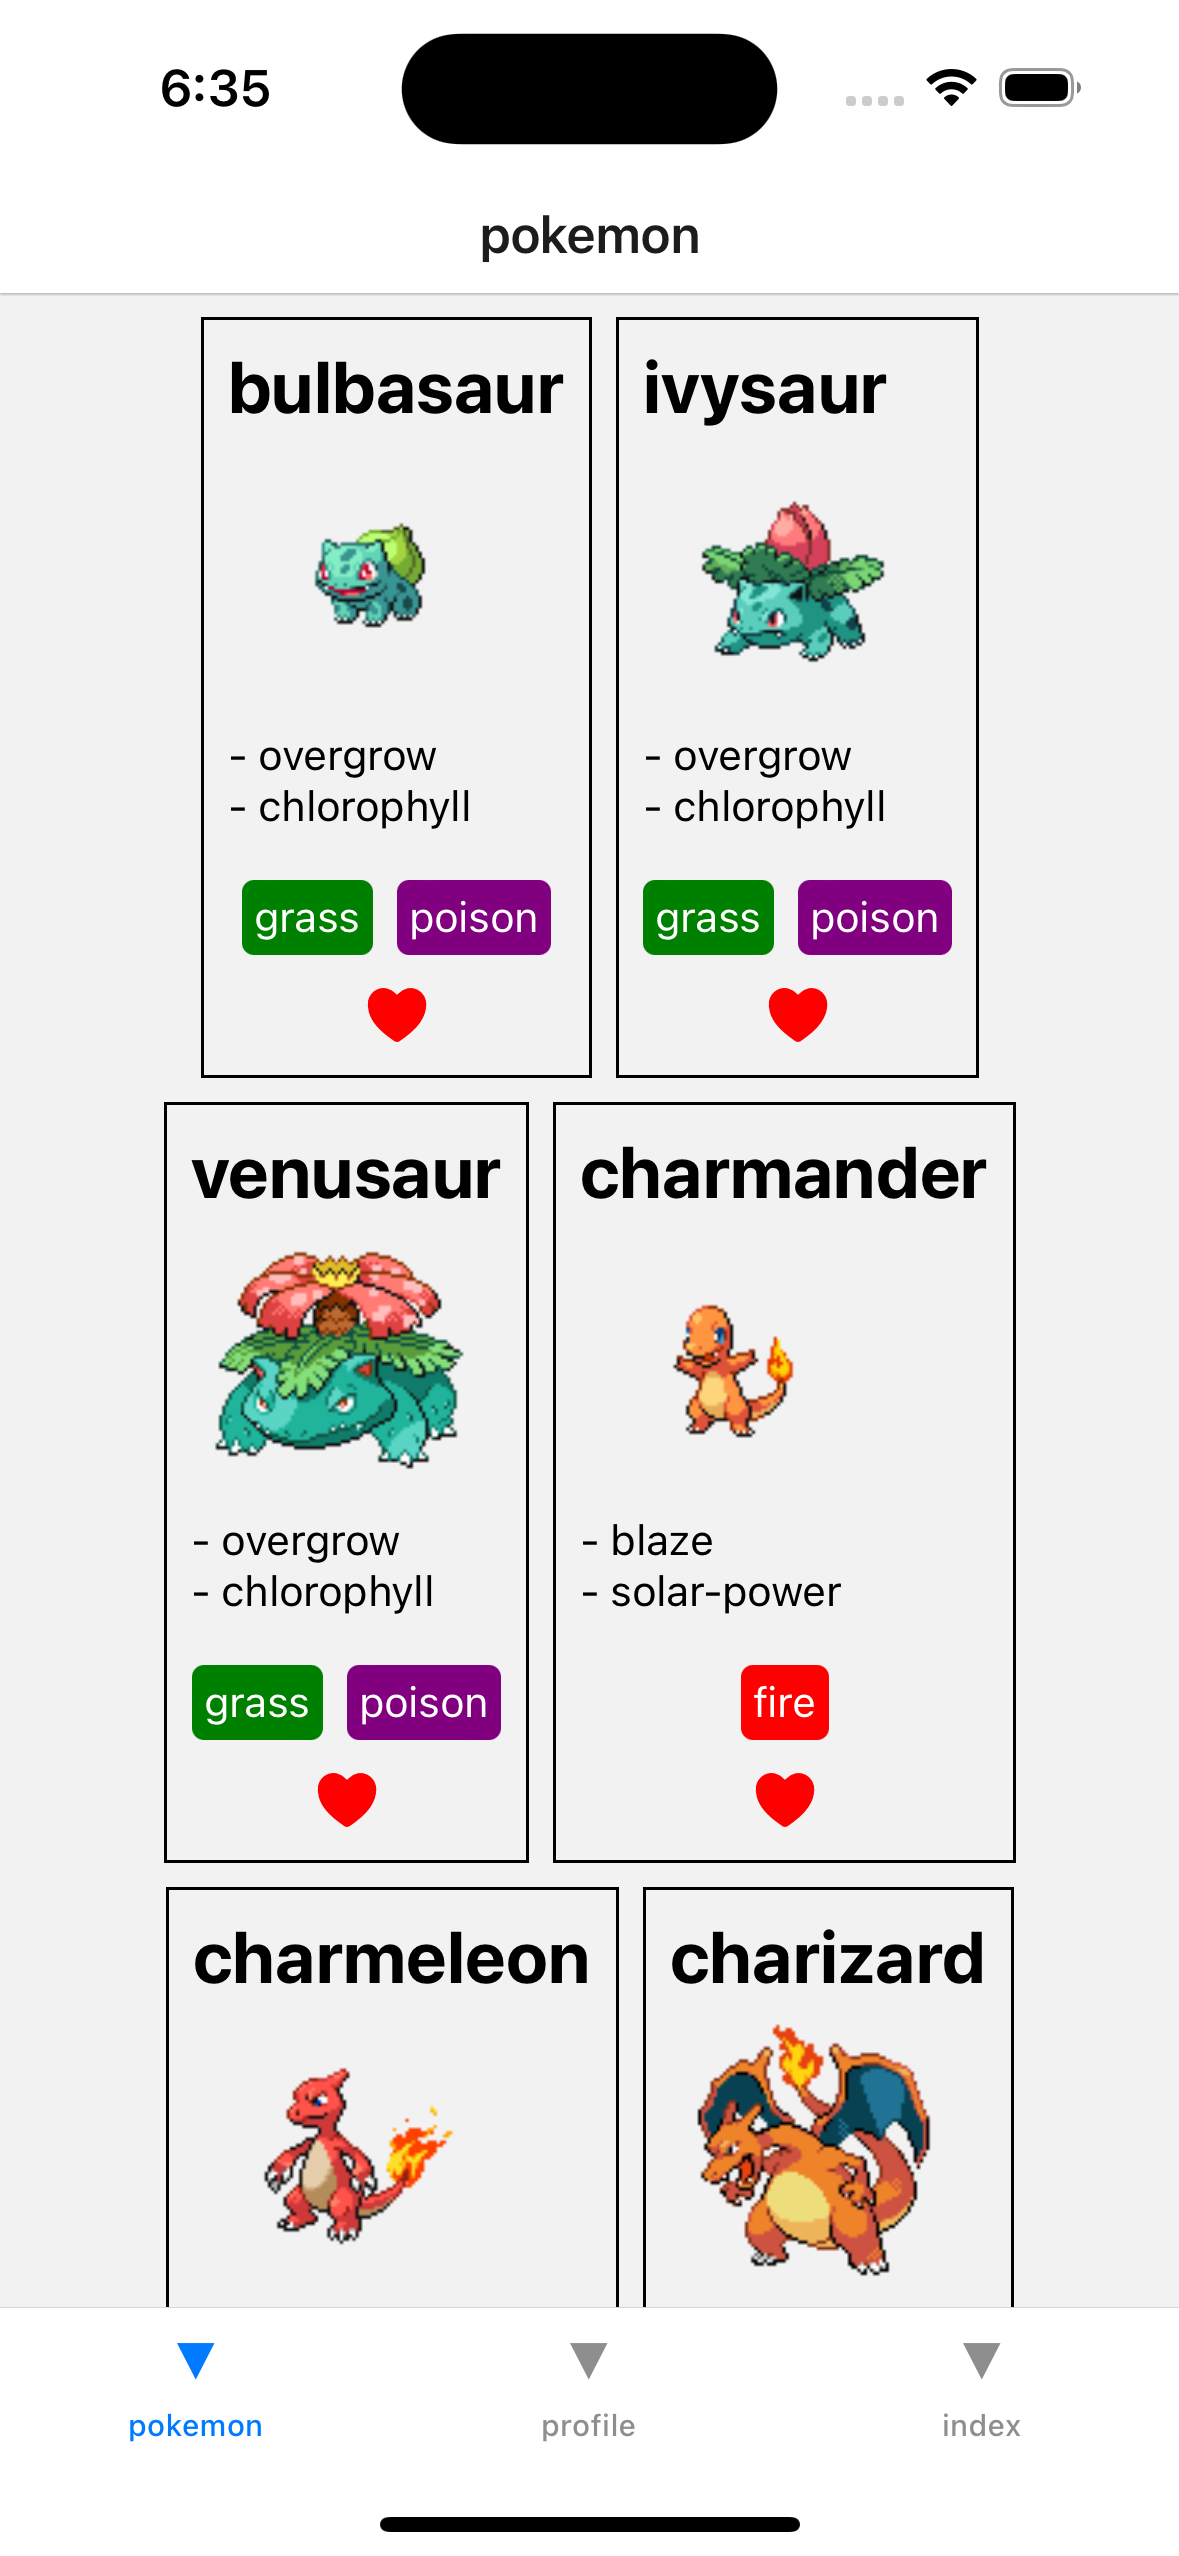 6:35
pokemon
bulbasaur
- overgrow
- chlorophyll
grass poison
ivysaur
- overgrow
- chlorophyll
grass poison
venusaur
- overgrow
- chlorophyll
grass poison
charmander
- blaze
- solar-power
fire
charmeleon
charizard
pokemon
profile
index